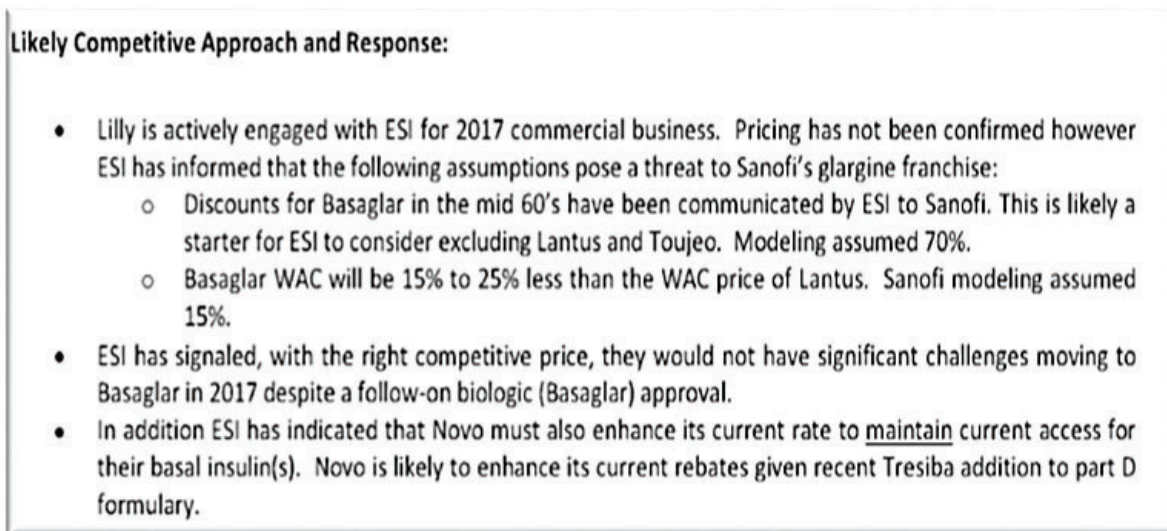 Likely Competitive Approach and Response:
• Lilly is actively engaged with ESI for 2017 commercial business. Pricing has not been confirmed however
ESI has informed that the following assumptions pose a threat to Sanofi's glargine franchise:
o Discounts for Basaglar in the mid 60's have been communicated by ESI to Sanofi. This is likely a
starter for ESI to consider excluding Lantus and Toujeo. Modeling assumed 70%.
o Basaglar WAC will be 15% to 25% less than the WAC price of Lantus. Sanofi modeling assumed
15%.
• ESI has signaled, with the right competitive price, they would not have significant challenges moving to
Basaglar in 2017 despite a follow-on biologic (Basaglar) approval.
• In addition ESI has indicated that Novo must also enhance its current rate to maintain current access for
their basal insulin(s). Novo is likely to enhance its current rebates given recent Tresiba addition to part D
formulary.